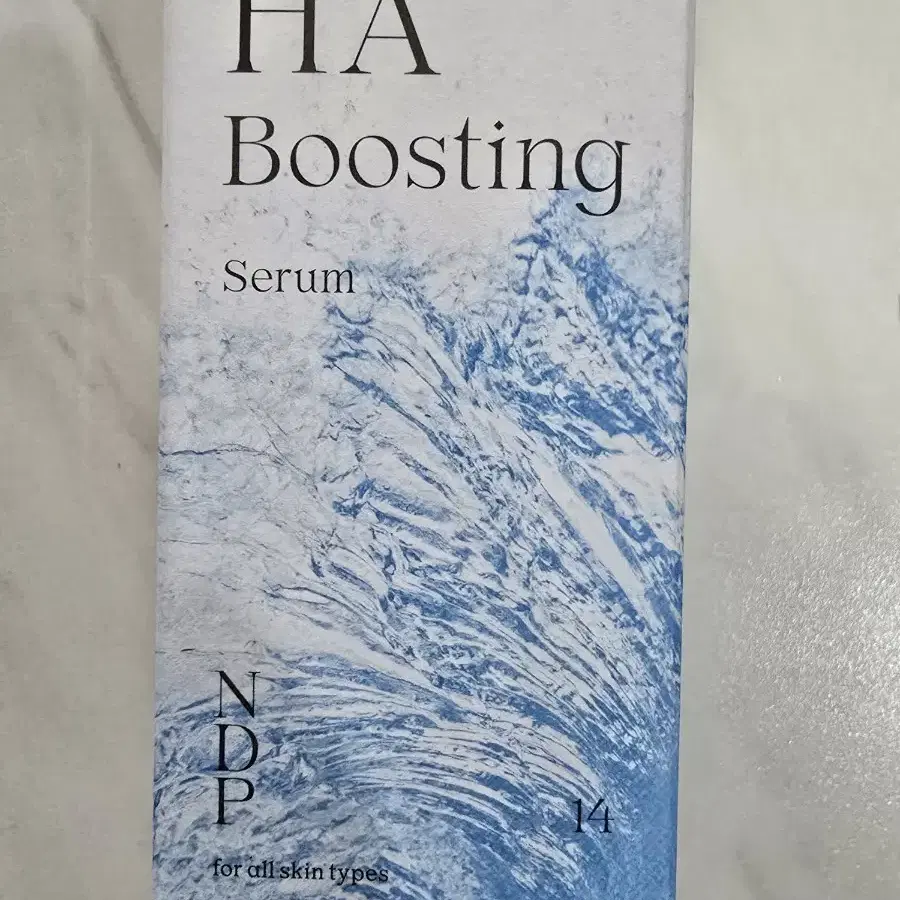 HA
Boosting
Serum
N
D
P
14
for all skin types